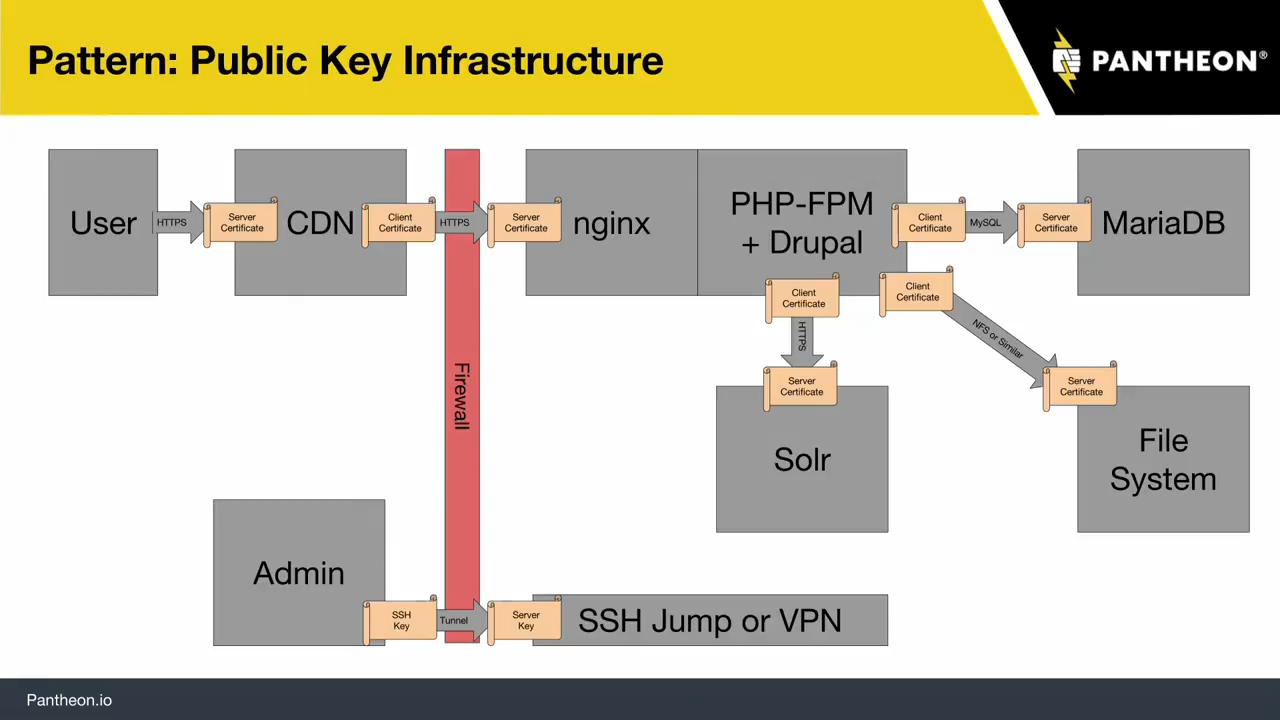 Pattern: Public Key Infrastructure
PANTHEON®
User
HTTPS
Server
Certificate
CDN
Client
Certificate
HTTPS
Server
Certificate
nginx
PHP-FPM
+ Drupal
Client
Certificate
MySQL
Server
Certificate
MariaDB
Client
Certificate
HTTPS
Server
Certificate
Solr
Client
Certificate
NFS or Similar
Server
Certificate
File
System
Firewall
Admin
SSH
Key
Tunnel
Server
Key
SSH Jump or VPN
Pantheon.io